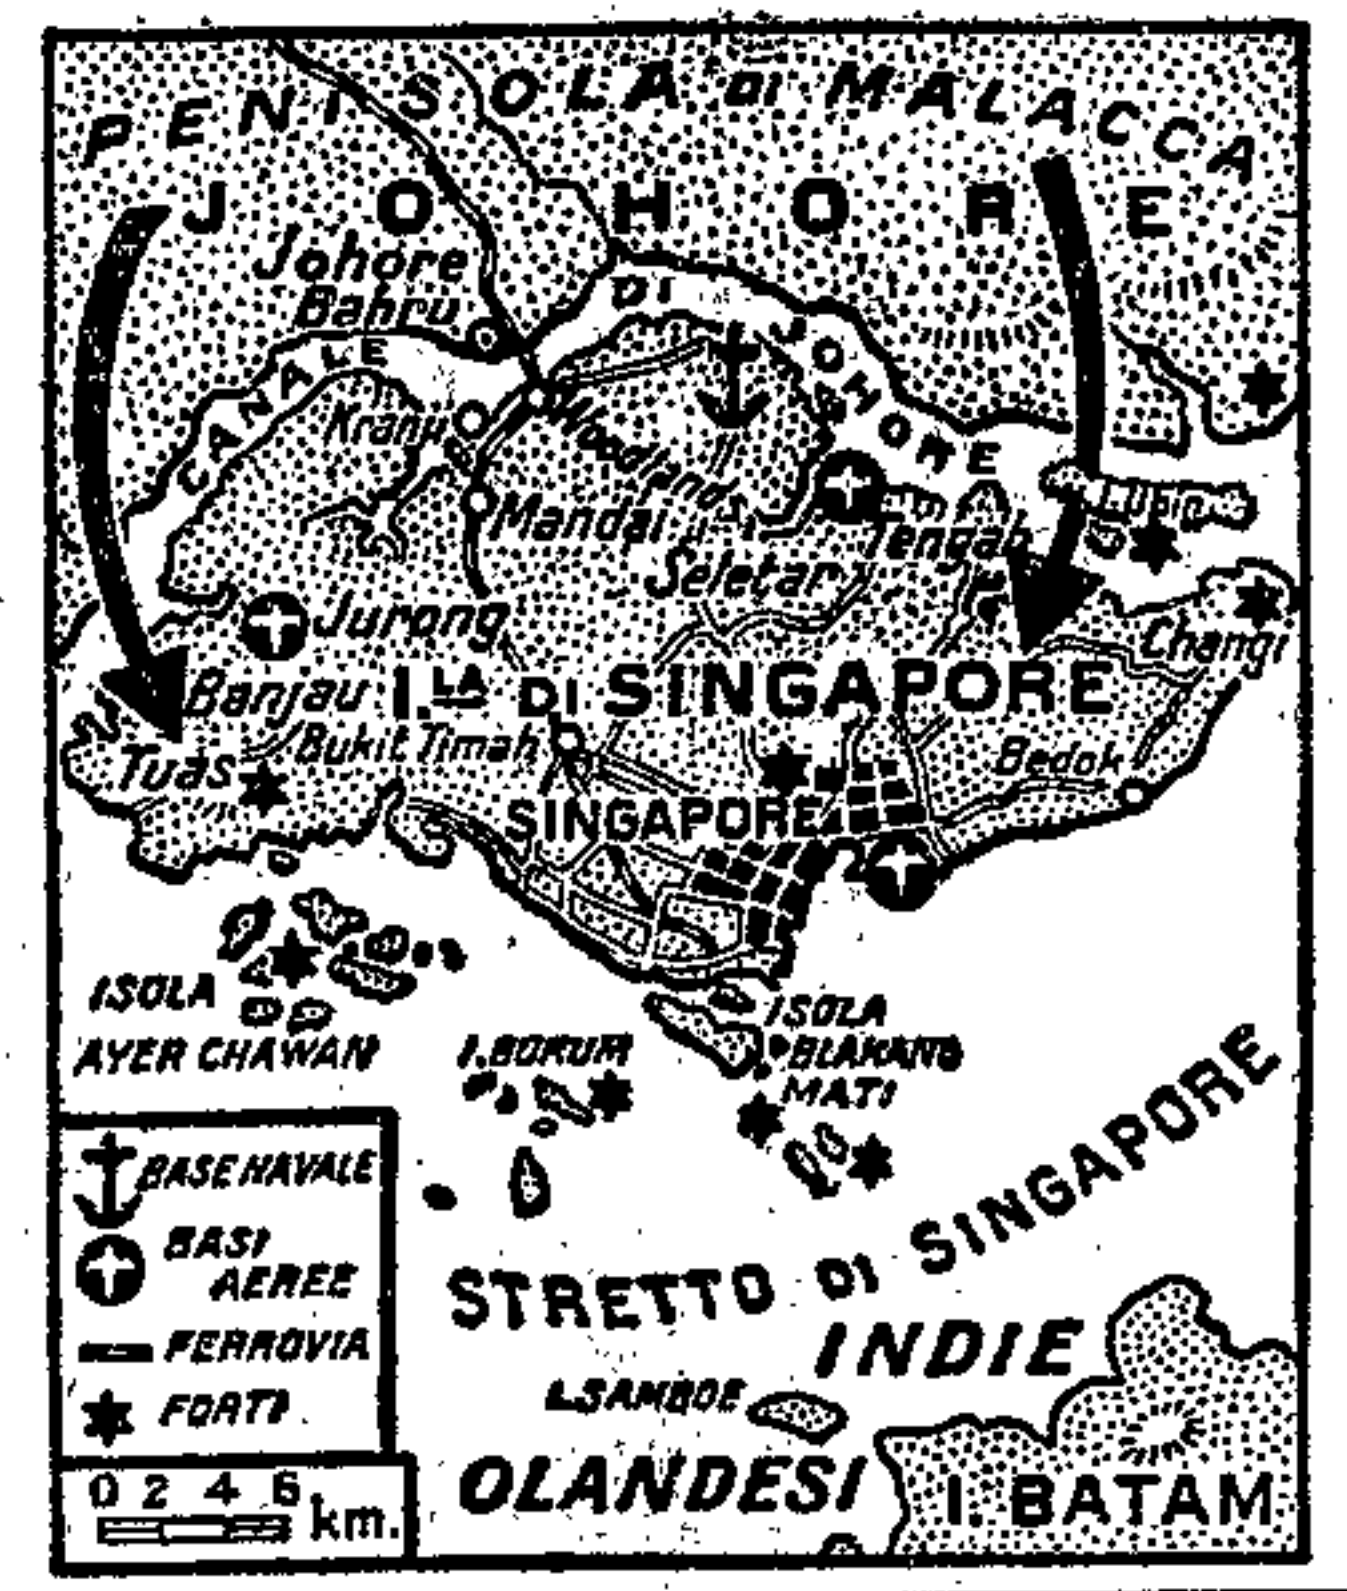 PENISOLA DI MALACCA
JOHORE
Johore
Bahru
CANALE DI JOHORE
Kranji
Woodlands
Mandai
Seletar
Tengah
Lubin
Changi
Jurong
Banjau
I.LA DI SINGAPORE
Bukit Timah
Tuas
Bedok
SINGAPORE
ISOLA
AYER CHAWAN
I. BOKUM
ISOLA
BLAKANG
MATI
STRETTO DI SINGAPORE
INDIE
OLANDESI
I. SAMBOE
I. BATAM
BASE NAVALE
BASI
AEREE
FERROVIA
FORTI
0 2 4 6 km.